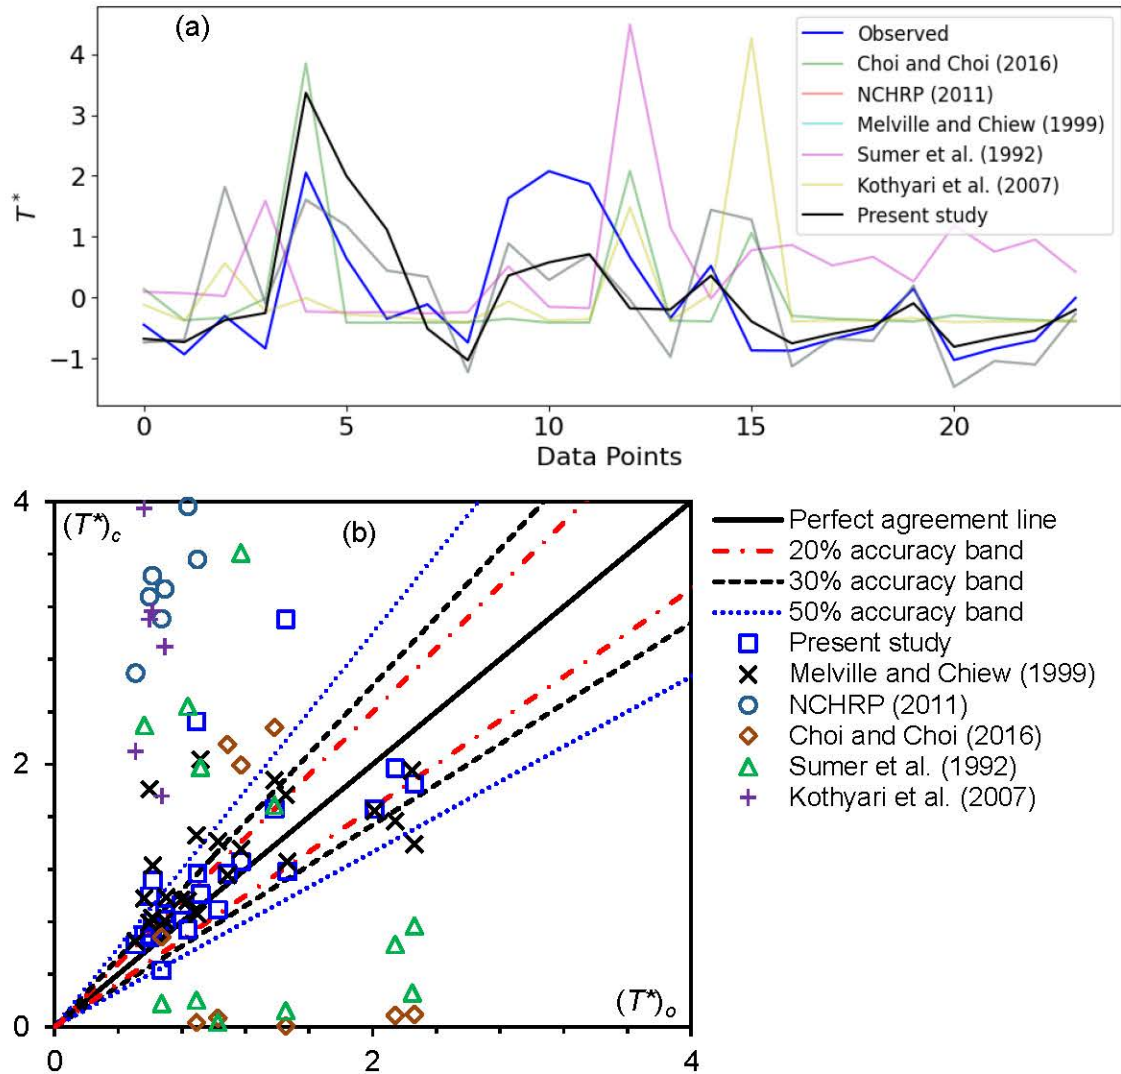 (a)
Observed
Choi and Choi (2016)
NCHRP (2011)
Melville and Chiew (1999)
Sumer et al. (1992)
Kothyari et al. (2007)
Present study
4
3
2
1
0
−1
T*
0
5
10
15
20
Data Points
(b)
(T*)c
4
2
0
0
2
4
(T*)o
Perfect agreement line
20% accuracy band
30% accuracy band
50% accuracy band
Present study
Melville and Chiew (1999)
NCHRP (2011)
Choi and Choi (2016)
Sumer et al. (1992)
Kothyari et al. (2007)